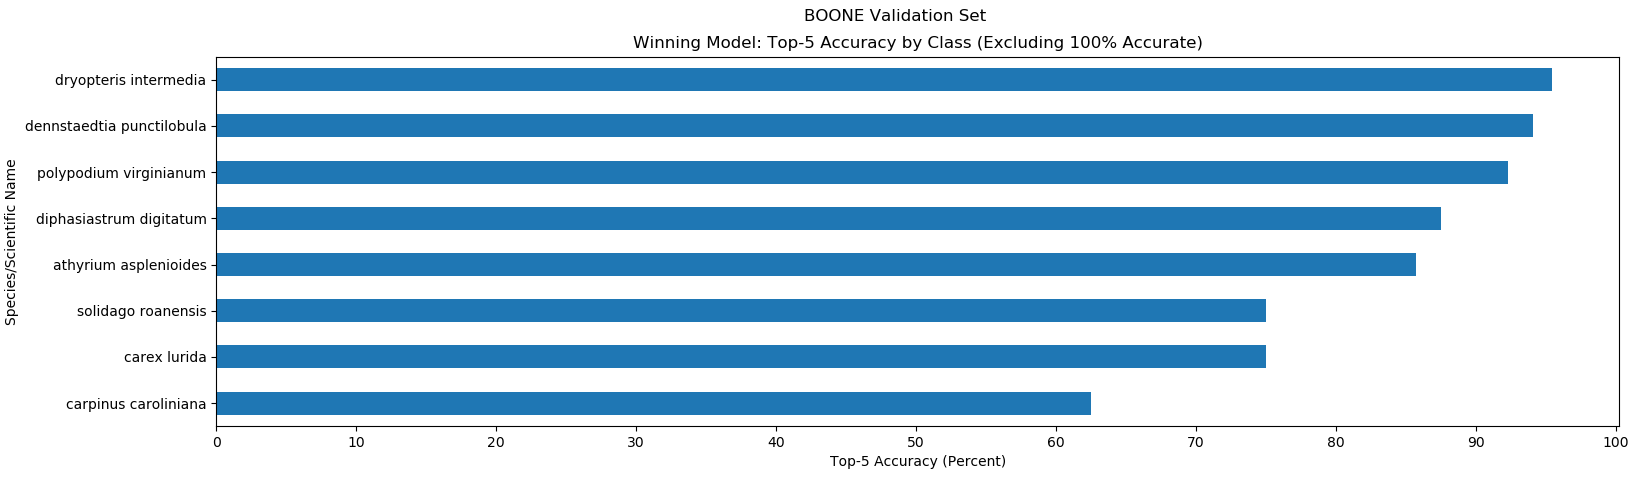 BOONE Validation Set
Winning Model: Top-5 Accuracy by Class (Excluding 100% Accurate)
Species/Scientific Name
dryopteris intermedia
dennstaedtia punctilobula
polypodium virginianum
diphasiastrum digitatum
athyrium asplenioides
solidago roanensis
carex lurida
carpinus caroliniana
0 10 20 30 40 50 60 70 80 90 100
Top-5 Accuracy (Percent)